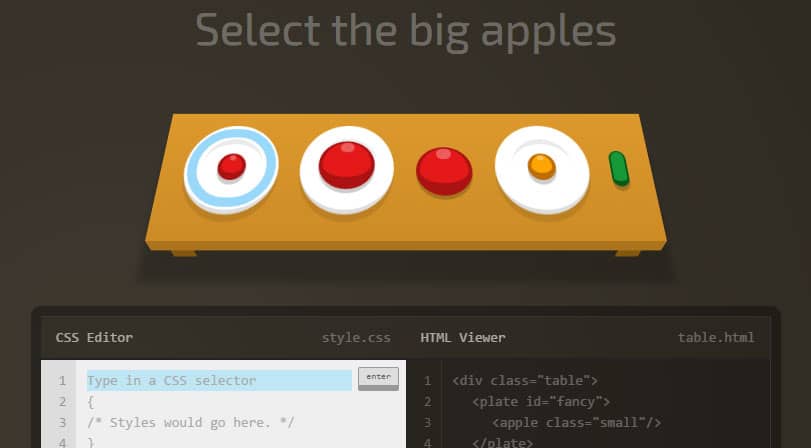 Select the big apples
CSS Editor style.css
HTML Viewer table.html
1 Type in a CSS selector enter
2 {
3 /* Styles would go here. */
4 }
1 <div class="table">
2 <plate id="fancy">
3 <apple class="small"/>
4 </plate>